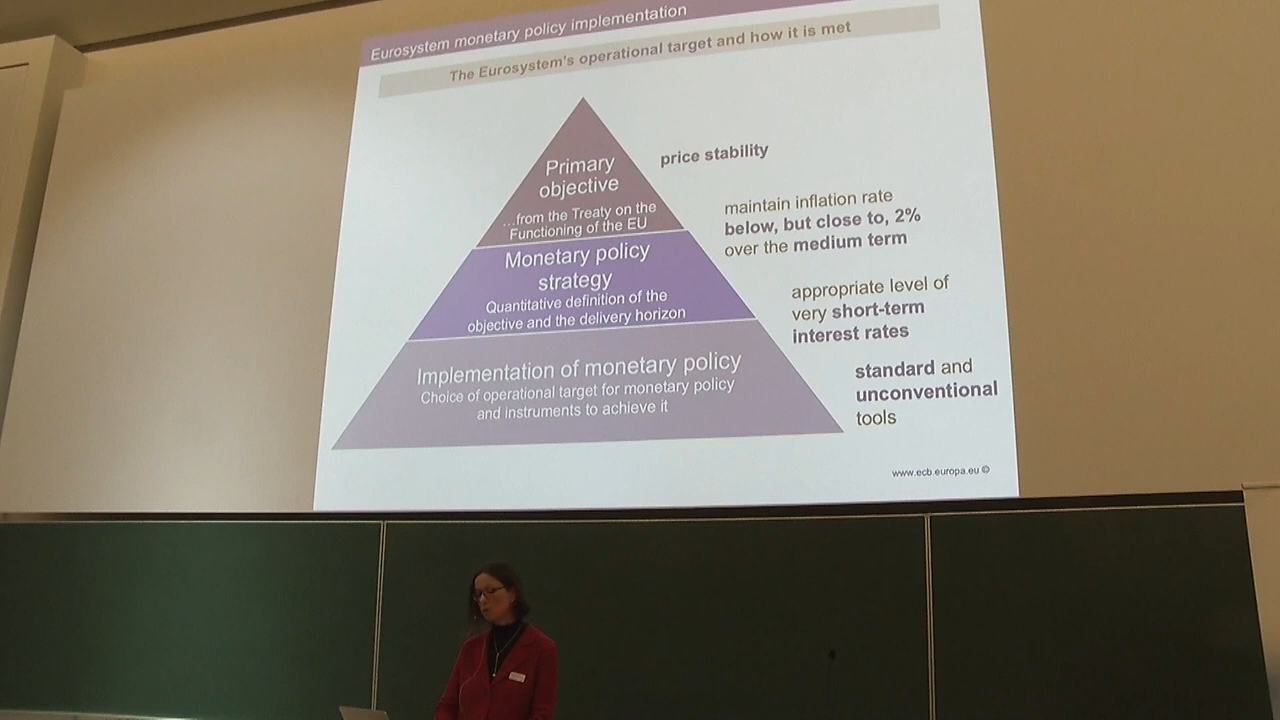 Eurosystem monetary policy implementation
The Eurosystem's operational target and how it is met
Primary
objective
...from the Treaty on the
Functioning of the EU
price stability
Monetary policy
strategy
Quantitative definition of the
objective and the delivery horizon
maintain inflation rate
below, but close to, 2%
over the medium term
Implementation of monetary policy
Choice of operational target for monetary policy
and instruments to achieve it
appropriate level of
very short-term
interest rates
standard and
unconventional
tools
www.ecb.europa.eu ©